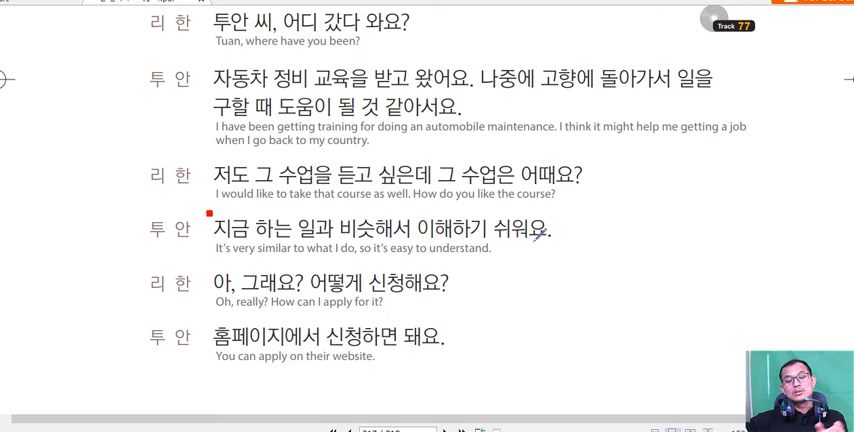 Track 77
리 한 투안 씨, 어디 갔다 와요?
Tuan, where have you been?
투 안 자동차 정비 교육을 받고 왔어요. 나중에 고향에 돌아가서 일을
구할 때 도움이 될 것 같아서요.
I have been getting training for doing an automobile maintenance. I think it might help me getting a job
when I go back to my country.
리 한 저도 그 수업을 듣고 싶은데 그 수업은 어때요?
I would like to take that course as well. How do you like the course?
투 안 지금 하는 일과 비슷해서 이해하기 쉬워요.
It's very similar to what I do, so it's easy to understand.
리 한 아, 그래요? 어떻게 신청해요?
Oh, really? How can I apply for it?
투 안 홈페이지에서 신청하면 돼요.
You can apply on their website.